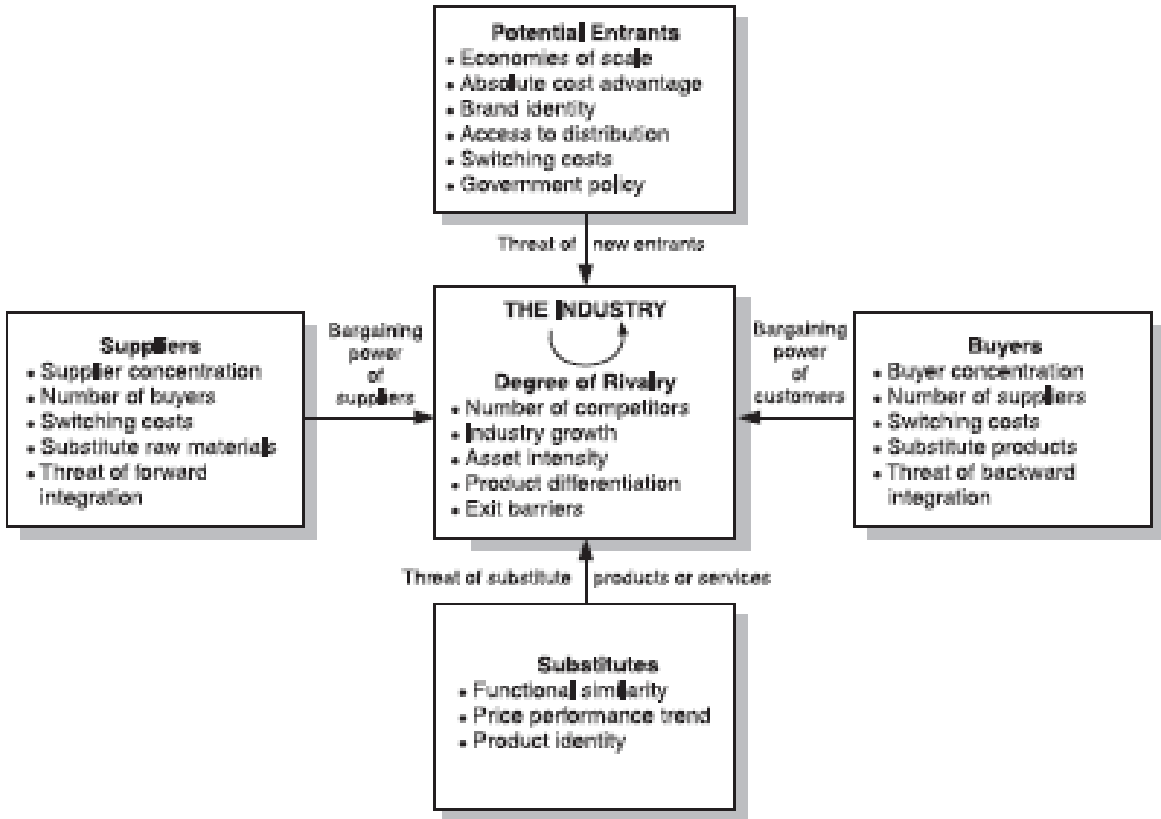 Potential Entrants
• Economies of scale
• Absolute cost advantage
• Brand identity
• Access to distribution
• Switching costs
• Government policy
Threat of new entrants
THE INDUSTRY
Degree of Rivalry
• Number of competitors
• Industry growth
• Asset intensity
• Product differentiation
• Exit barriers
Suppliers
• Supplier concentration
• Number of buyers
• Switching costs
• Substitute raw materials
• Threat of forward
integration
Bargaining
power
of
suppliers
Bargaining
power
of
customers
Buyers
• Buyer concentration
• Number of suppliers
• Switching costs
• Substitute products
• Threat of backward
integration
Threat of substitute products or services
Substitutes
• Functional similarity
• Price performance trend
• Product identity